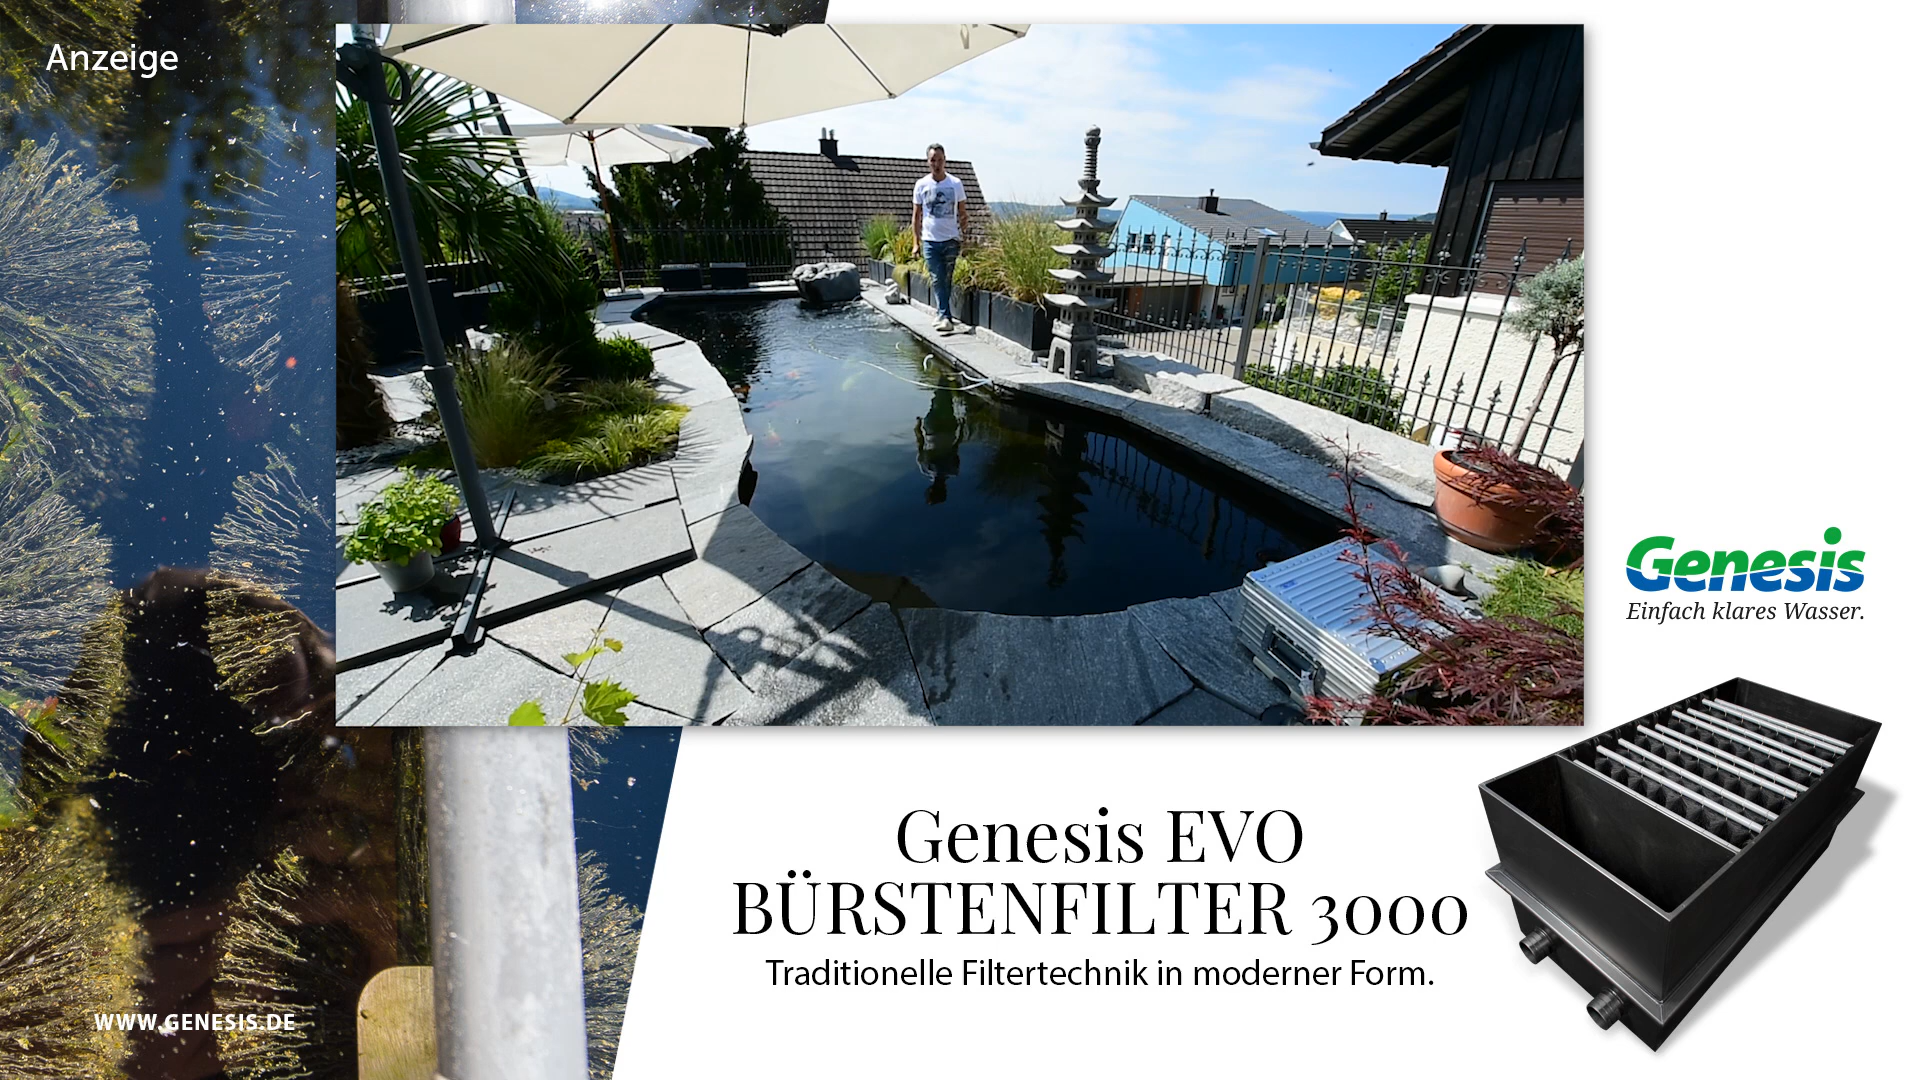 Anzeige
Genesis
Einfach klares Wasser.
Genesis EVO
BÜRSTENFILTER 3000
Traditionelle Filtertechnik in moderner Form.
WWW.GENESIS.DE